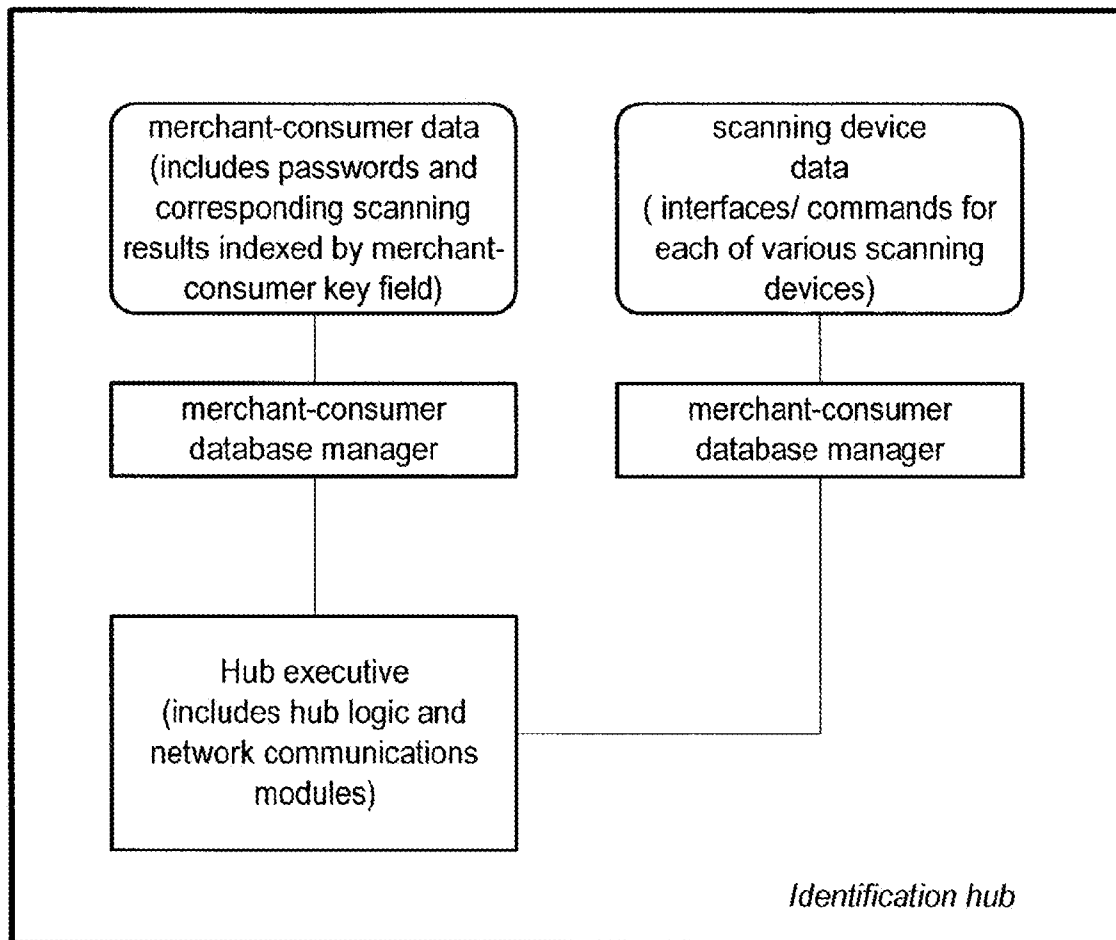 merchant-consumer data
(includes passwords and
corresponding scanning
results indexed by merchant-
consumer key field)
scanning device
data
( interfaces/ commands for
each of various scanning
devices)
merchant-consumer
database manager
merchant-consumer
database manager
Hub executive
(includes hub logic and
network communications
modules)
Identification hub